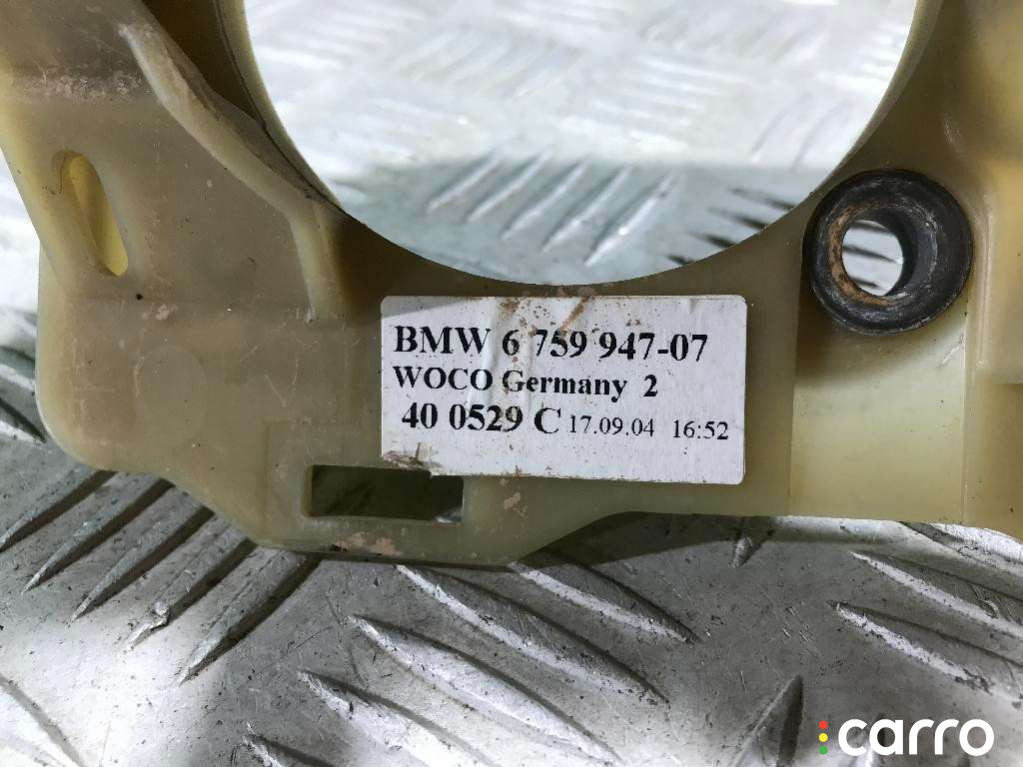 BMW 6 759 947-07
WOCO Germany 2
40 0529 C 17.09.04 16:52
carro